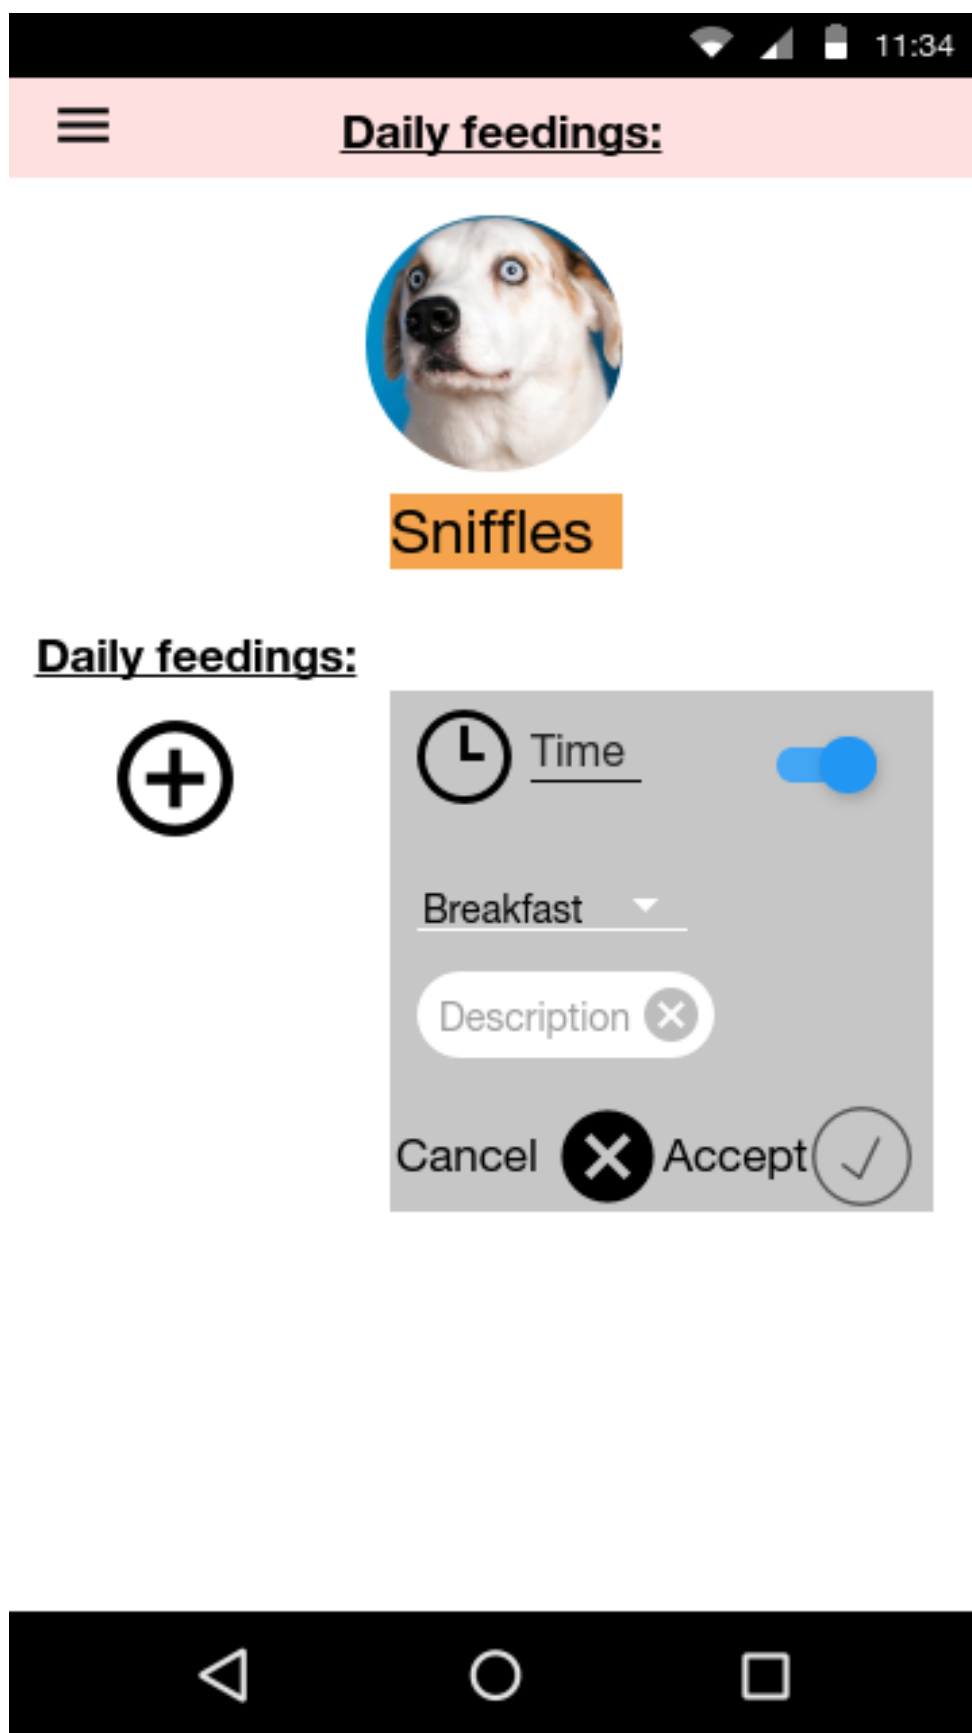 11:34
Daily feedings:
Sniffles
Daily feedings:
Time
Breakfast
Description
Cancel Accept